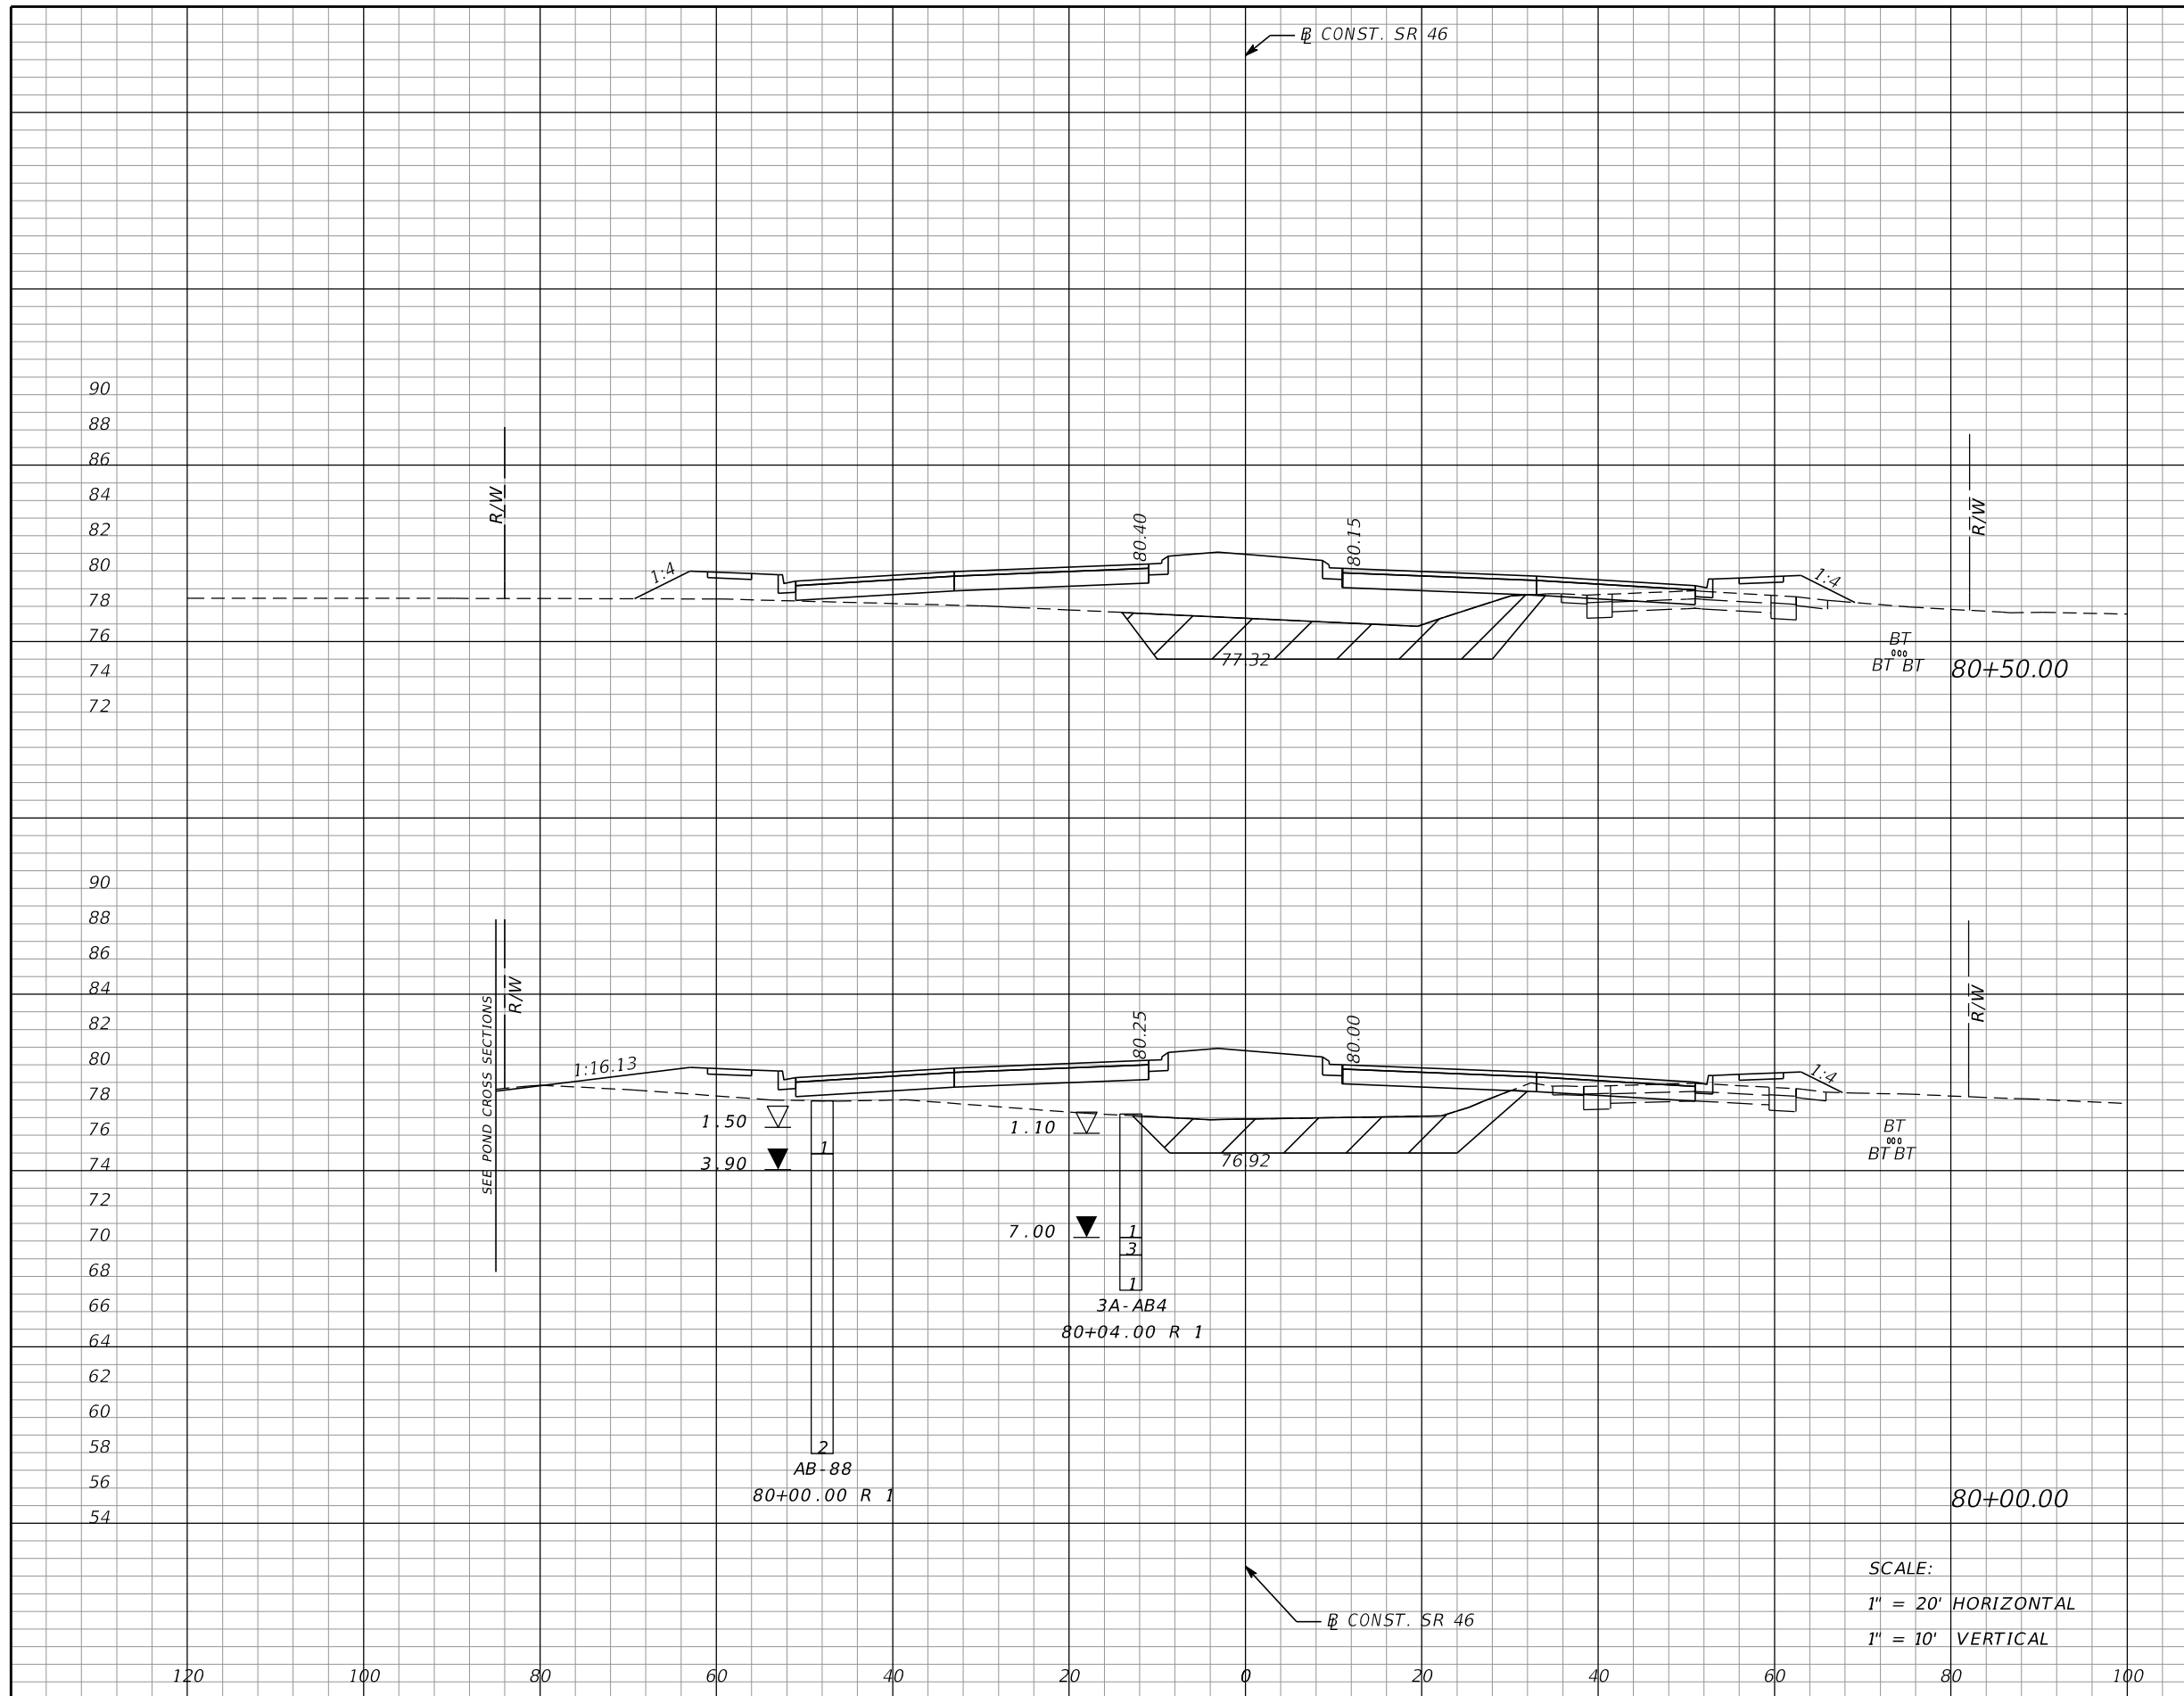 BL CONST. SR 46
90
88
86
84
82
80
78
76
74
72
R/W
1:4
80.40
80.15
1:4
R/W
77.32
BT
BT BT
80+50.00
90
88
86
84
82
80
78
76
74
72
70
68
66
64
62
60
58
56
54
SEE POND CROSS SECTIONS
R/W
1:16.13
80.25
80.00
1:4
R/W
1.50
3.90
1
2
AB-88
80+00.00 R 1
1.10
7.00
1
3
1
3A-AB4
80+04.00 R 1
76.92
BT
BT BT
80+00.00
BL CONST. SR 46
SCALE:
1" = 20' HORIZONTAL
1" = 10' VERTICAL
120 100 80 60 40 20 0 20 40 60 80 100